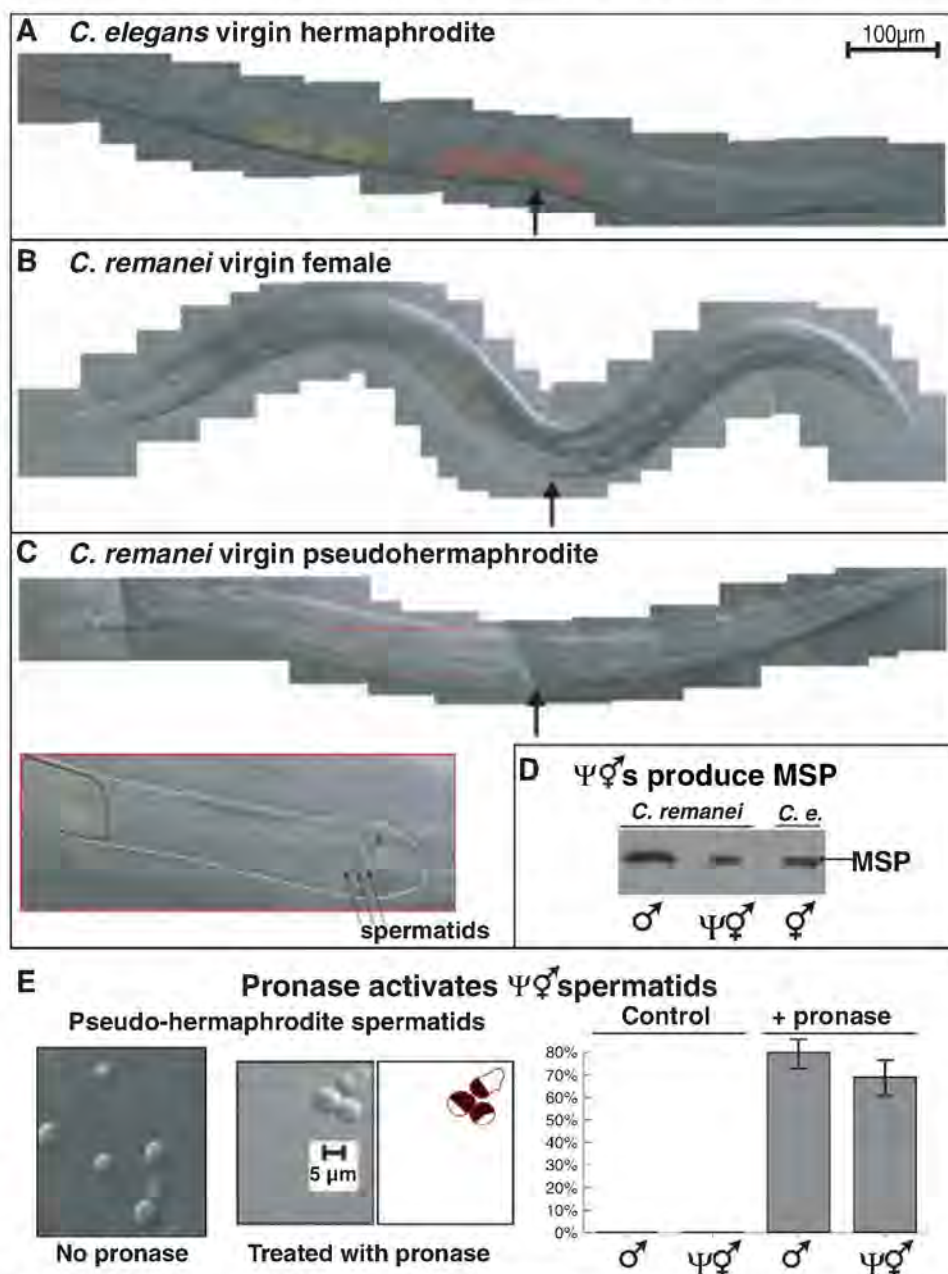 A C. elegans virgin hermaphrodite
100µm
B C. remanei virgin female
C C. remanei virgin pseudohermaphrodite
spermatids
D Ψ⚥s produce MSP
C. remanei C. e.
MSP
♂ Ψ⚥ ⚥
E Pronase activates Ψ⚥ spermatids
Pseudo-hermaphrodite spermatids
5 µm
No pronase
Treated with pronase
Control + pronase
80%
70%
60%
50%
40%
30%
20%
10%
0%
♂ Ψ⚥ ♂ Ψ⚥